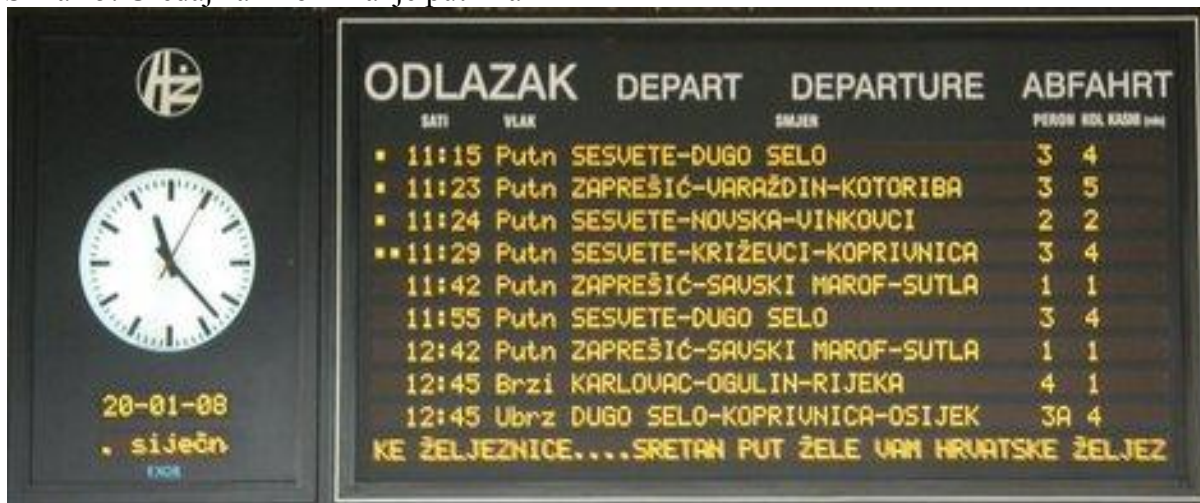 HŽ
20-01-08
. siječn
EXOR
ODLAZAK DEPART DEPARTURE ABFAHRT
SATI VLAK SMJER PERON KOL KASNI (min)
11:15 Putn SESVETE-DUGO SELO 3 4
11:23 Putn ZAPREŠIĆ-VARAŽDIN-KOTORIBA 3 5
11:24 Putn SESVETE-NOVSKA-VINKOVCI 2 2
11:29 Putn SESVETE-KRIŽEVCI-KOPRIVNICA 3 4
11:42 Putn ZAPREŠIĆ-SAVSKI MAROF-SUTLA 1 1
11:55 Putn SESVETE-DUGO SELO 3 4
12:42 Putn ZAPREŠIĆ-SAVSKI MAROF-SUTLA 1 1
12:45 Brzi KARLOVAC-OGULIN-RIJEKA 4 1
12:45 Ubrz DUGO SELO-KOPRIVNICA-OSIJEK 3A 4
KE ŽELJEZNICE....SRETAN PUT ŽELE VAM HRVATSKE ŽELJEZ